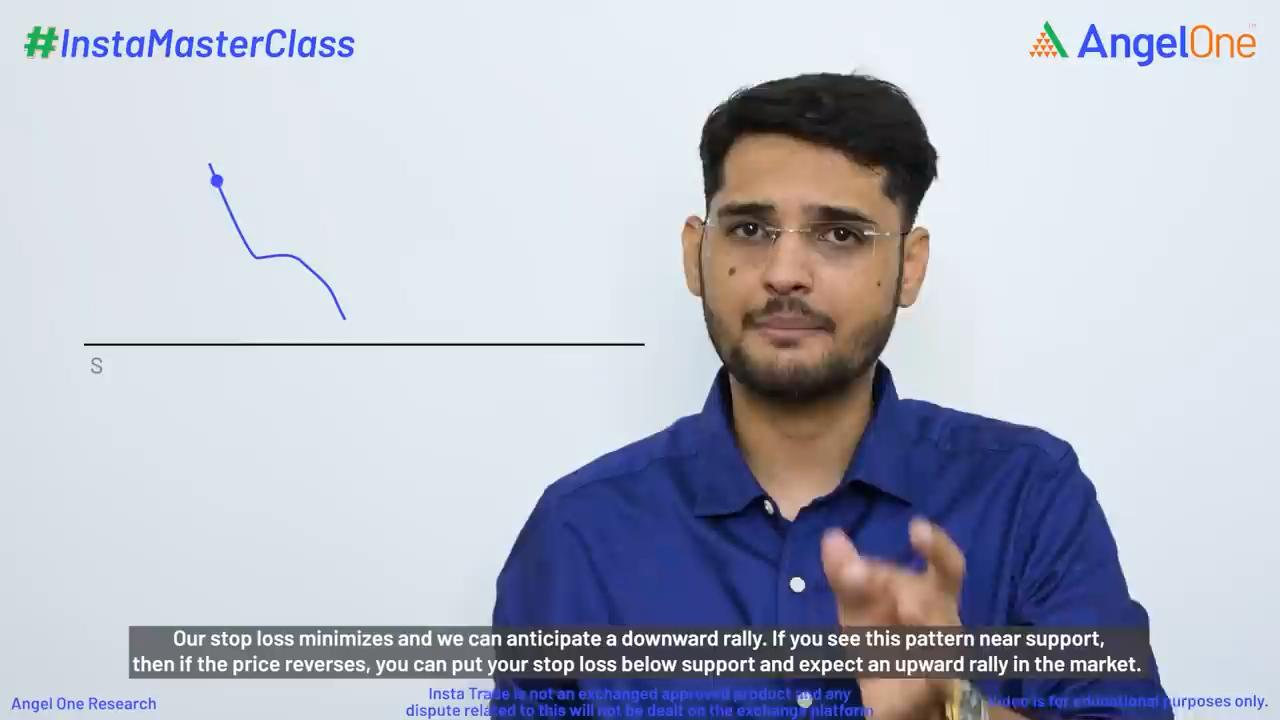 #InstaMasterClass
AngelOne
S
Our stop loss minimizes and we can anticipate a downward rally. If you see this pattern near support,
then if the price reverses, you can put your stop loss below support and expect an upward rally in the market.
Angel One Research
Insta Trade is not an exchanged approved product and any
dispute related to this will not be dealt on the exchange platform
Video is for educational purposes only.